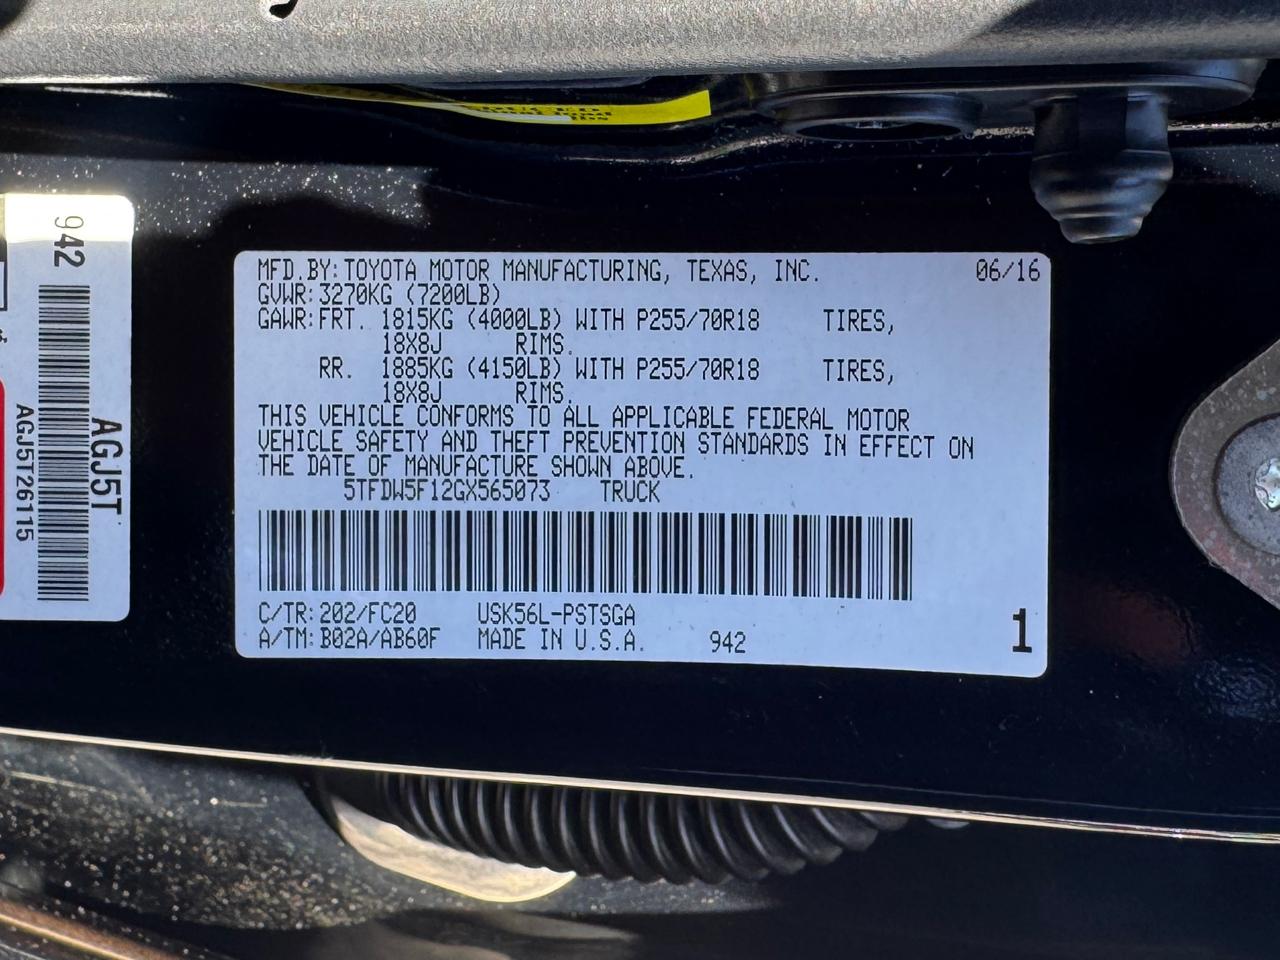 UCED
lbs
942
AGJ5T
AGJ5T26115
MFD.BY:TOYOTA MOTOR MANUFACTURING, TEXAS, INC. 06/16
GVWR:3270KG (7200LB)
GAWR:FRT. 1815KG (4000LB) WITH P255/70R18 TIRES,
18X8J RIMS.
RR. 1885KG (4150LB) WITH P255/70R18 TIRES,
18X8J RIMS.
THIS VEHICLE CONFORMS TO ALL APPLICABLE FEDERAL MOTOR
VEHICLE SAFETY AND THEFT PREVENTION STANDARDS IN EFFECT ON
THE DATE OF MANUFACTURE SHOWN ABOVE.
5TFDW5F12GX565073 TRUCK
C/TR:202/FC20 USK56L-PSTSGA
A/TM:B02A/AB60F MADE IN U.S.A. 942
1